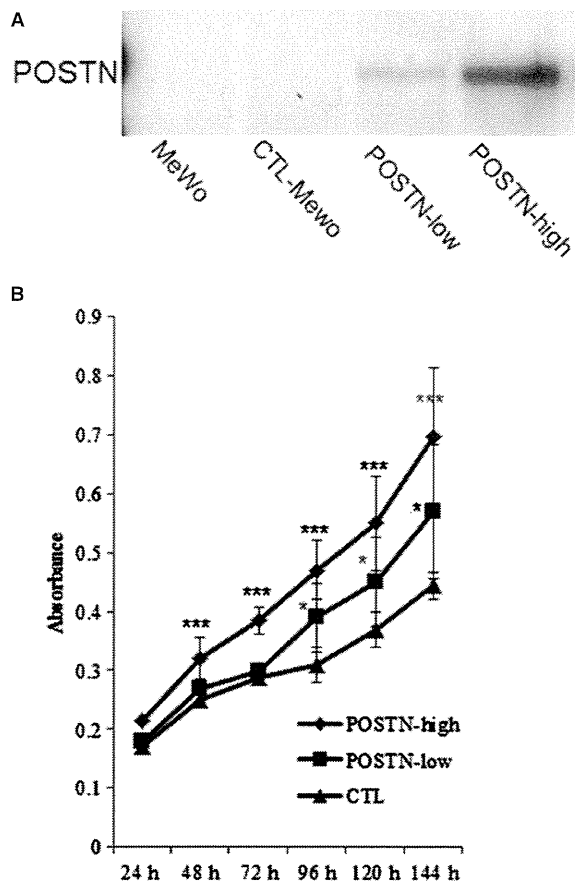 A
POSTN
MeWo
CTL-Mewo
POSTN-low
POSTN-high
B
0.9
0.8
0.7
0.6
0.5
0.4
0.3
0.2
0.1
0
Absorbance
***
***
***
*
***
*
***
*
POSTN-high
POSTN-low
CTL
24 h
48 h
72 h
96 h
120 h
144 h